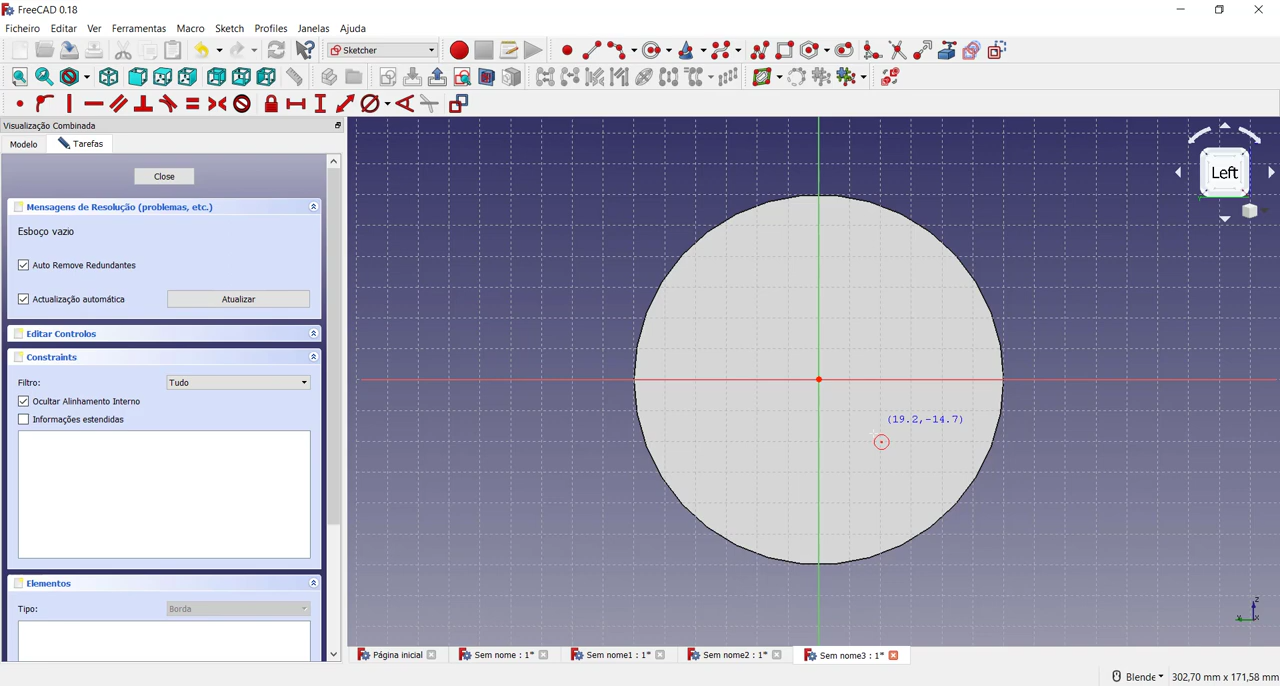 FreeCAD 0.18
Ficheiro Editar Ver Ferramentas Macro Sketch Profiles Janelas Ajuda
Sketcher
Visualização Combinada
Modelo Tarefas
Close
Mensagens de Resolução (problemas, etc.)
Esboço vazio
Auto Remove Redundantes
Actualização automática Atualizar
Editar Controlos
Constraints
Filtro: Tudo
Ocultar Alinhamento Interno
Informações estendidas
Elementos
Tipo: Borda
Left
(19.2,-14.7)
Z
Y X
Página inicial Sem nome : 1* Sem nome1 : 1* Sem nome2 : 1* Sem nome3 : 1*
Blende 302,70 mm x 171,58 mm